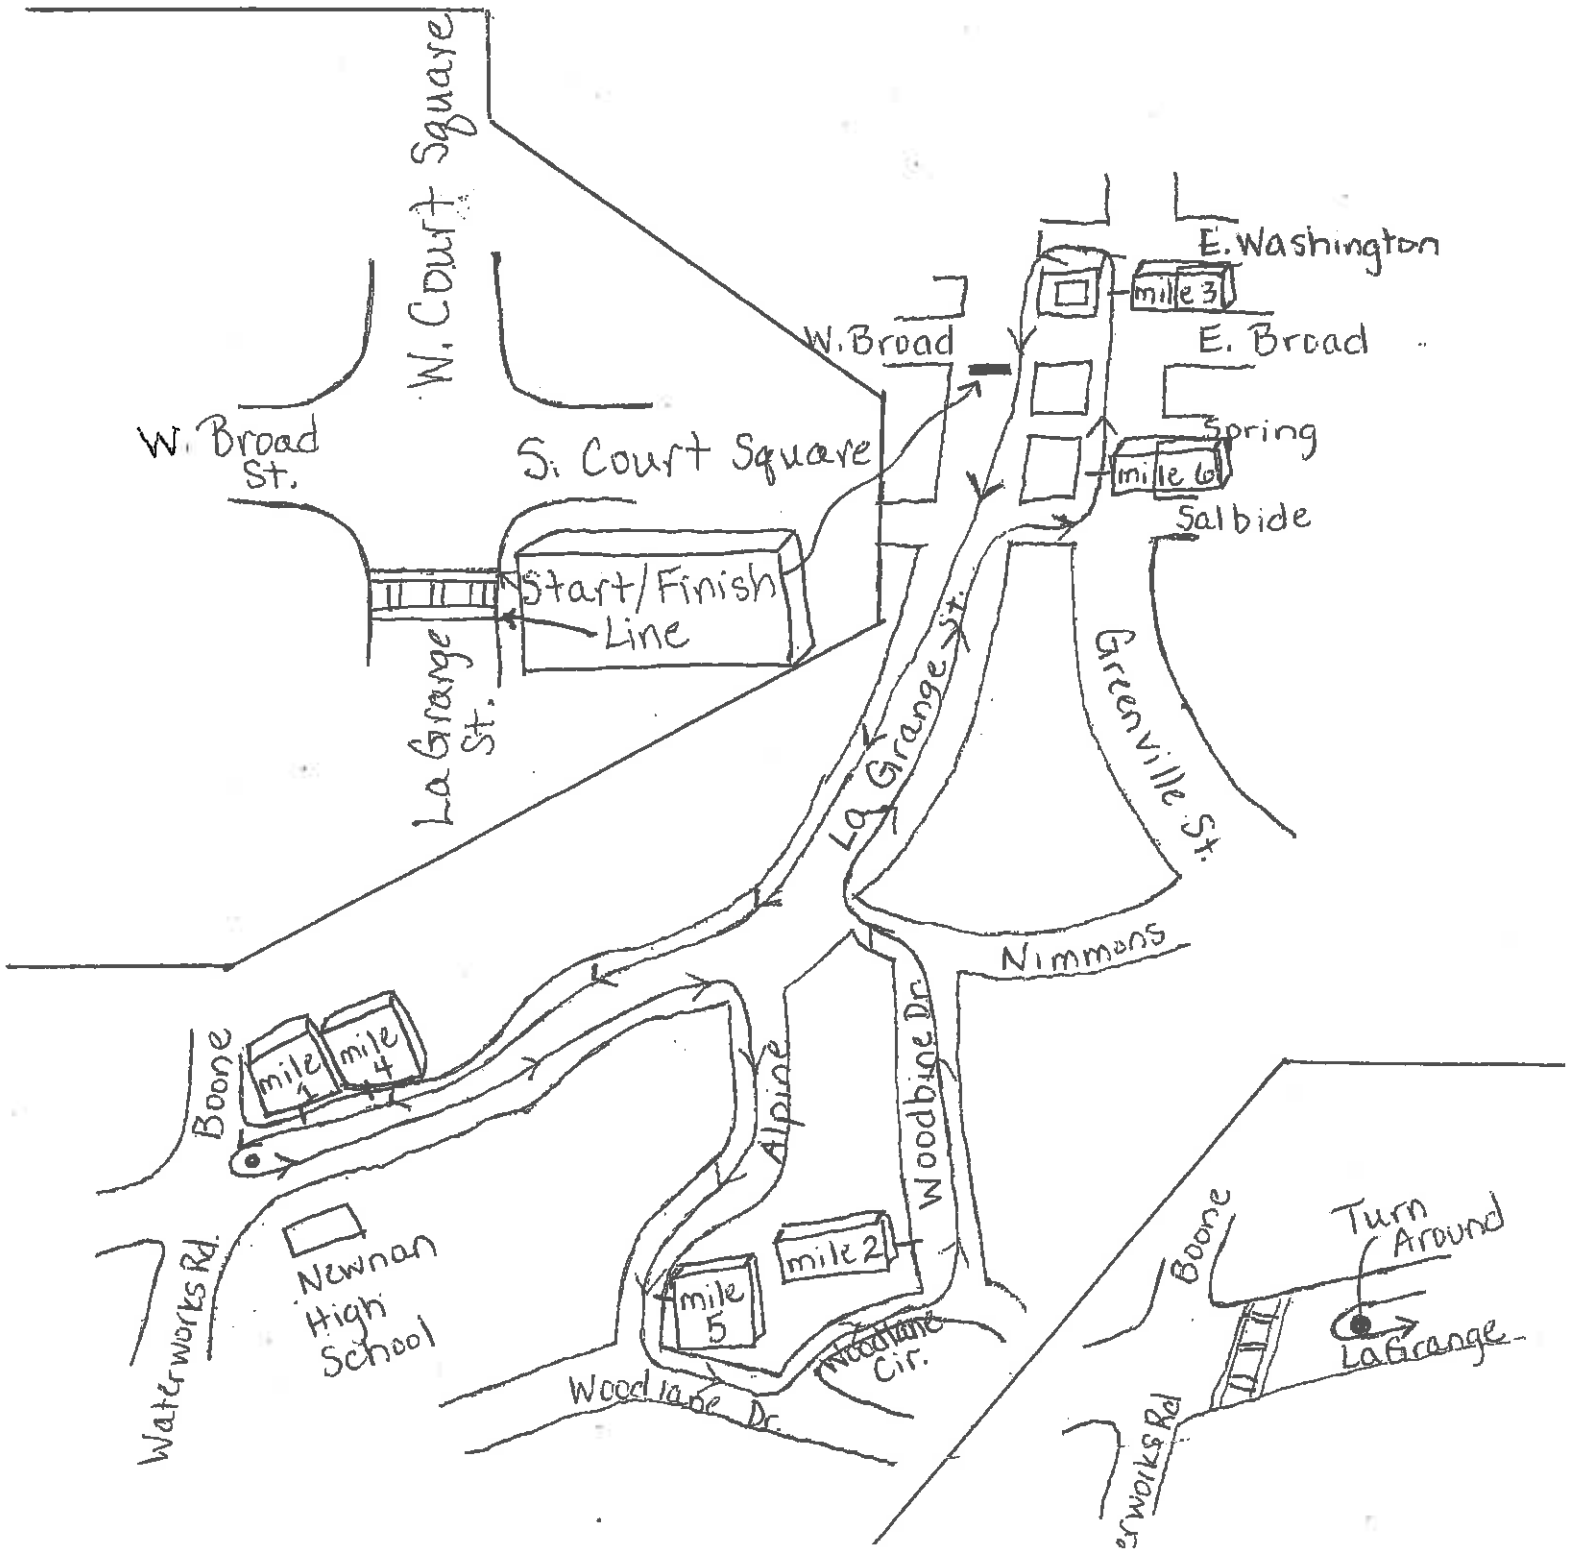 W. Court Square
W. Broad
St.
S. Court Square
Start/Finish
Line
La Grange
St.
E. Washington
mile 3
W. Broad
E. Broad
Spring
mile 6
Salbide
La Grange St.
Greenville St.
Nimmons
Boone
mile
1
mile
4
Alpine
Woodbine Dr.
mile 2
mile
5
Woodlane
Cir.
Woodlane Dr.
Waterworks Rd.
Newnan
High
School
Boone
Turn
Around
LaGrange
erworks Rd